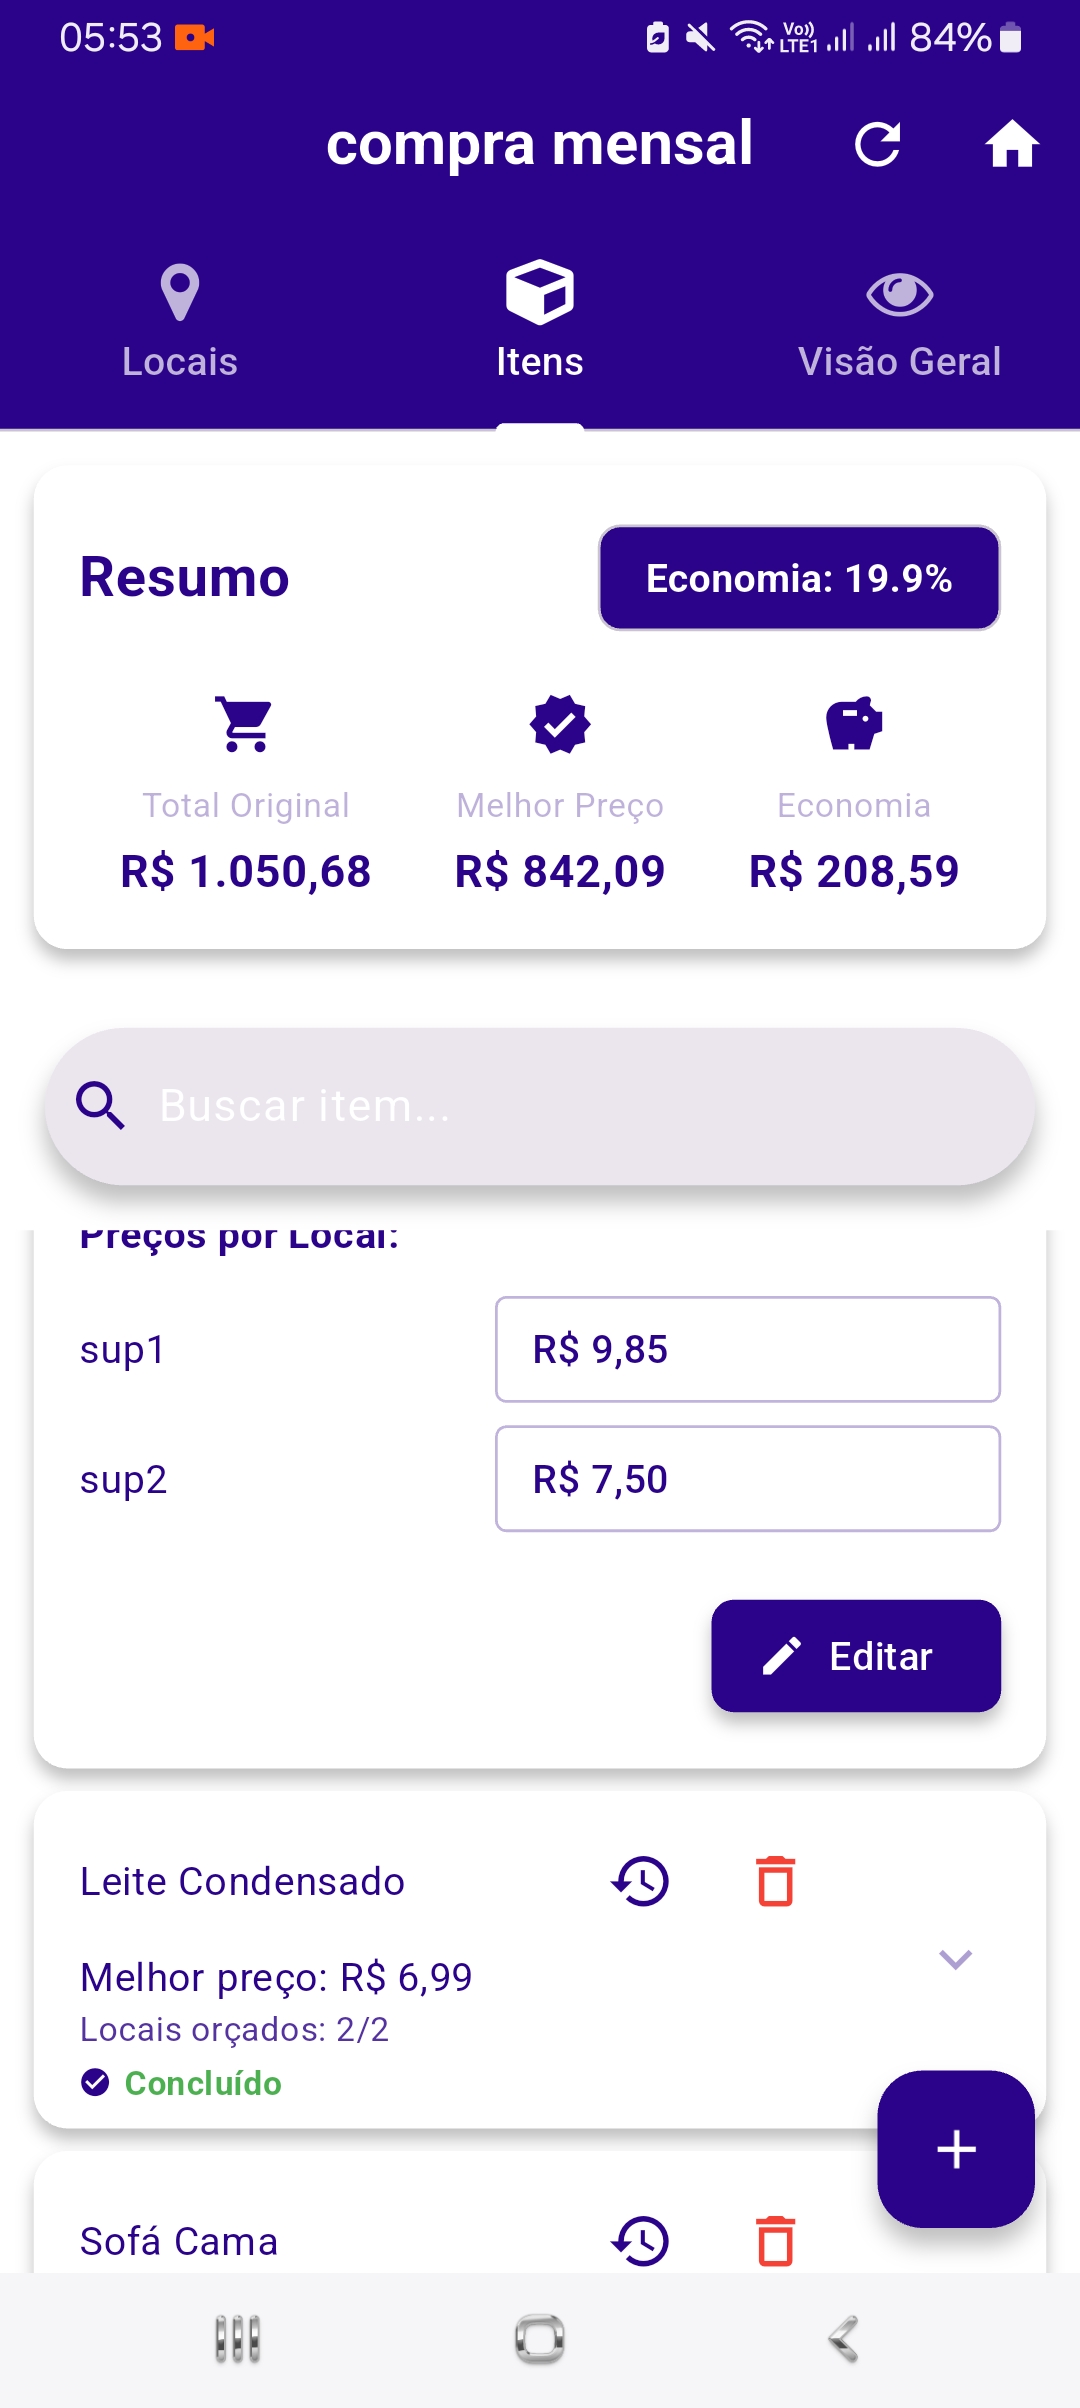 05:53
Vo)) LTE1
84%
compra mensal
Locais
Itens
Visão Geral
Resumo
Economia: 19.9%
Total Original
Melhor Preço
Economia
R$ 1.050,68
R$ 842,09
R$ 208,59
Buscar item...
Preços por Local:
sup1
R$ 9,85
sup2
R$ 7,50
Editar
Leite Condensado
Melhor preço: R$ 6,99
Locais orçados: 2/2
Concluído
Sofá Cama